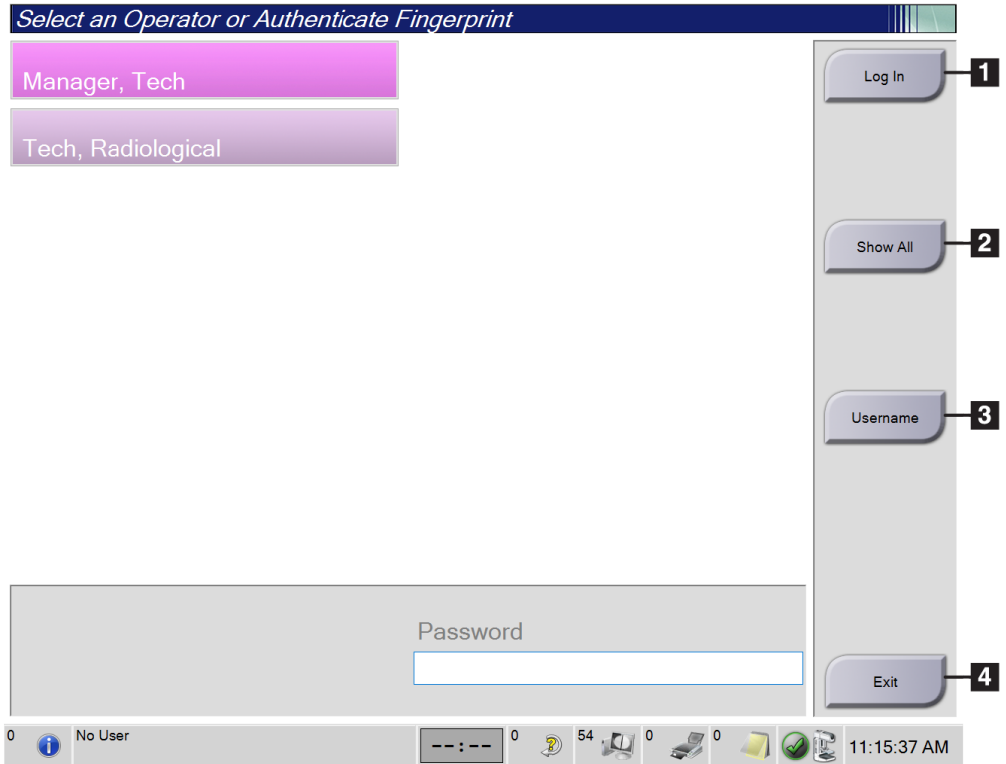 Select an Operator or Authenticate Fingerprint
Manager, Tech
Tech, Radiological
Log In
1
Show All
2
Username
3
Password
Exit
4
0
No User
--:--
0
54
0
0
11:15:37 AM